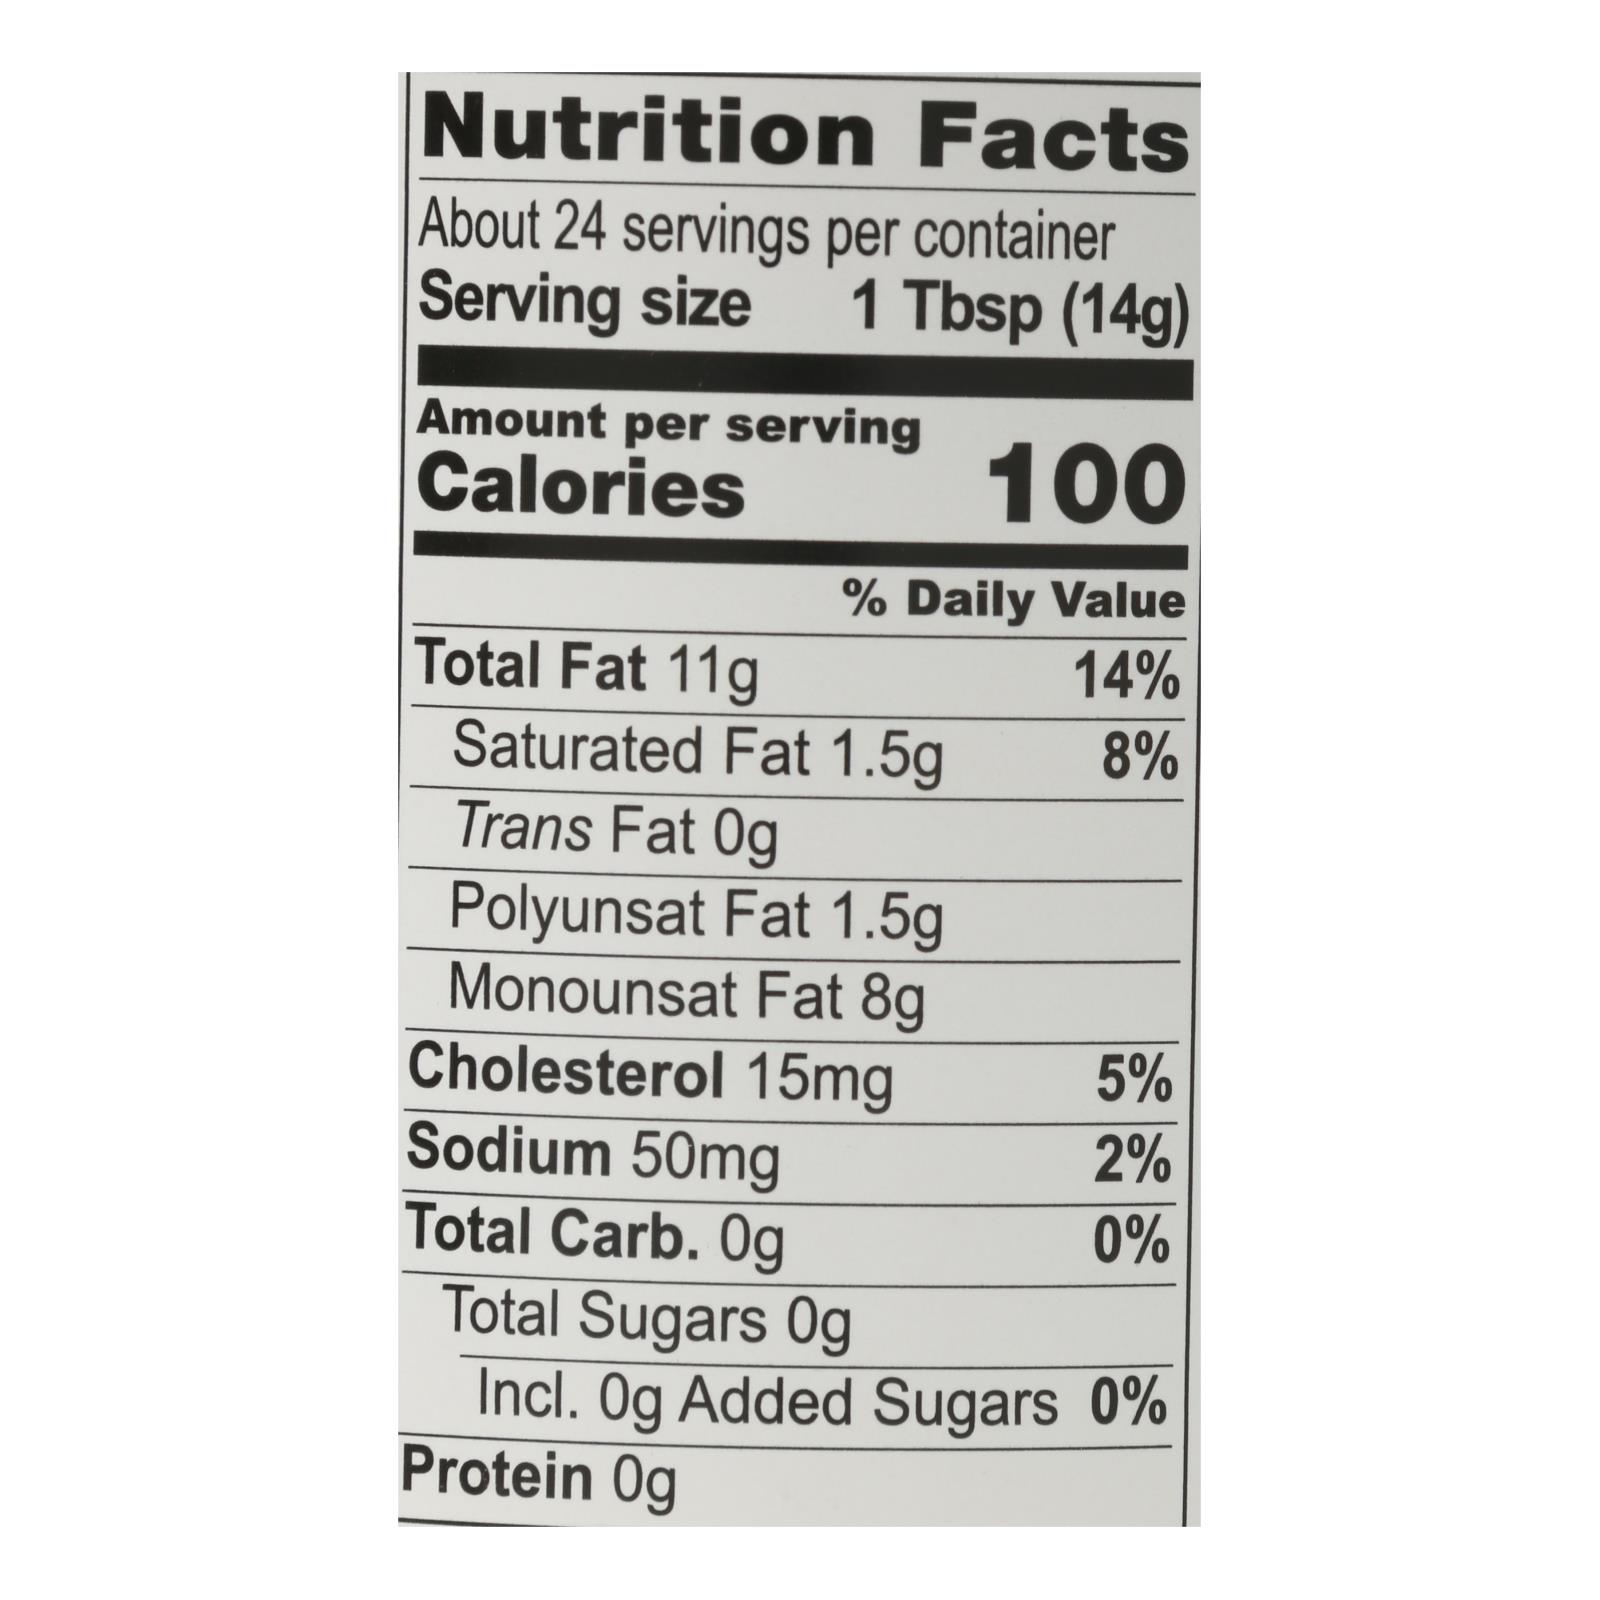 Nutrition Facts
About 24 servings per container
Serving size 1 Tbsp (14g)
Amount per serving
Calories 100
% Daily Value
Total Fat 11g 14%
Saturated Fat 1.5g 8%
Trans Fat 0g
Polyunsat Fat 1.5g
Monounsat Fat 8g
Cholesterol 15mg 5%
Sodium 50mg 2%
Total Carb. 0g 0%
Total Sugars 0g
Incl. 0g Added Sugars 0%
Protein 0g